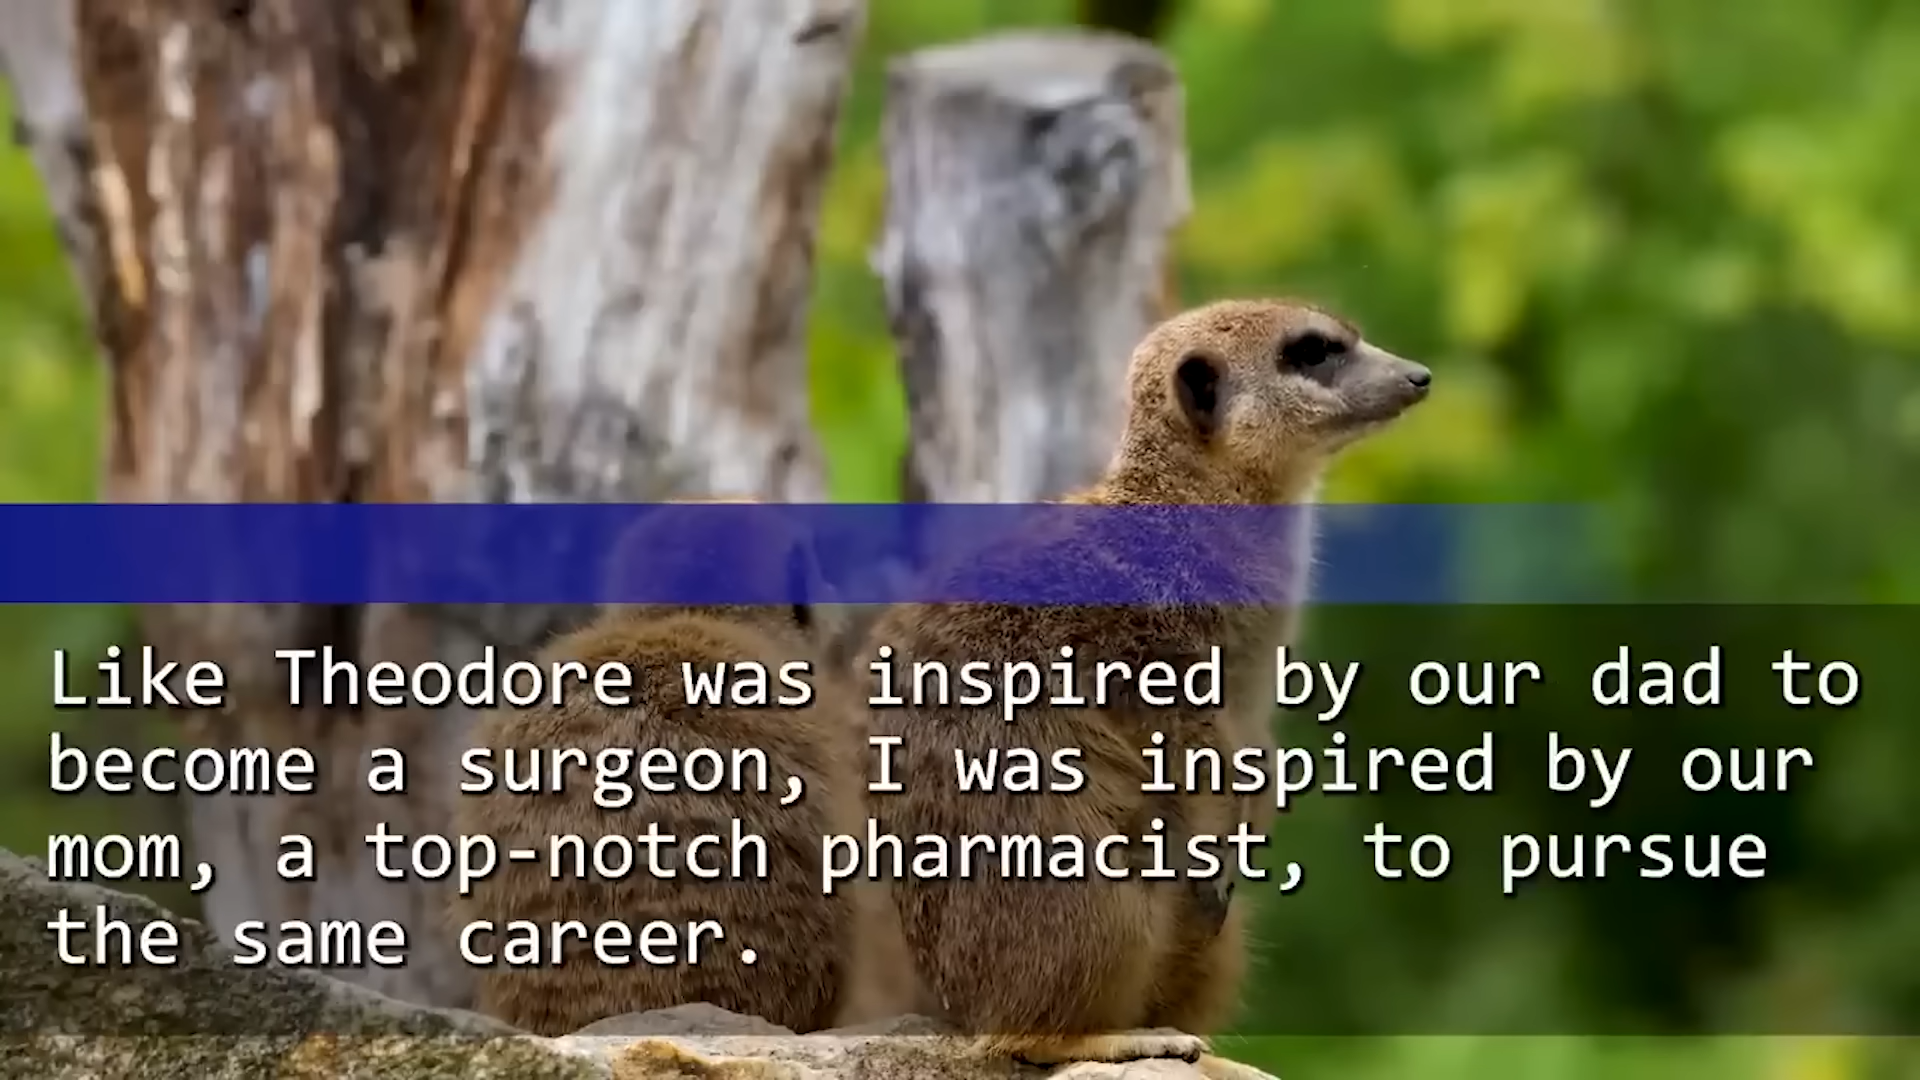 Like Theodore was inspired by our dad to
become a surgeon, I was inspired by our
mom, a top-notch pharmacist, to pursue
the same career.